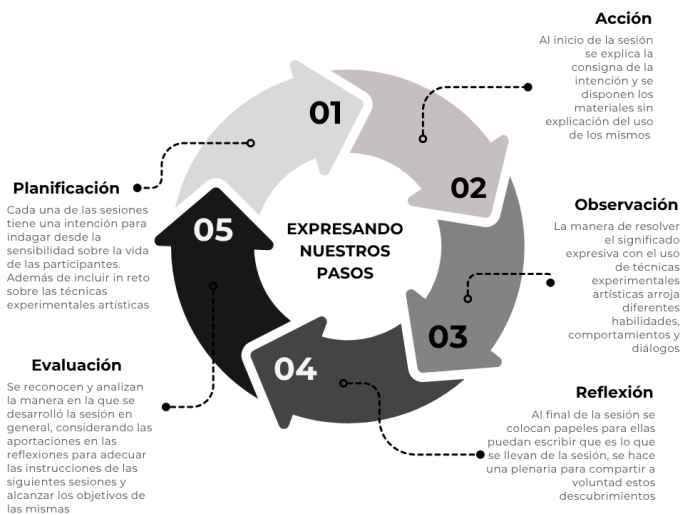 Acción
Al inicio de la sesión
se explica la
consigna de la
intención y se
disponen los
materiales sin
explicación del uso
de los mismos
01
02
Planificación
Cada una de las sesiones
tiene una intención para
indagar desde la
sensibilidad sobre la vida
de las participantes.
Además de incluir in reto
sobre las técnicas
experimentales artísticas
05
EXPRESANDO
NUESTROS
PASOS
Observación
La manera de resolver
el significado
expresiva con el uso
de técnicas
experimentales
artísticas arroja
diferentes
habilidades,
comportamientos y
diálogos
03
04
Evaluación
Se reconocen y analizan
la manera en la que se
desarrolló la sesión en
general, considerando las
aportaciones en las
reflexiones para adecuar
las instrucciones de las
siguientes sesiones y
alcanzar los objetivos de
las mismas
Reflexión
Al final de la sesión se
colocan papeles para ellas
puedan escribir que es lo que
se llevan de la sesión, se hace
una plenaria para compartir a
voluntad estos
descubrimientos